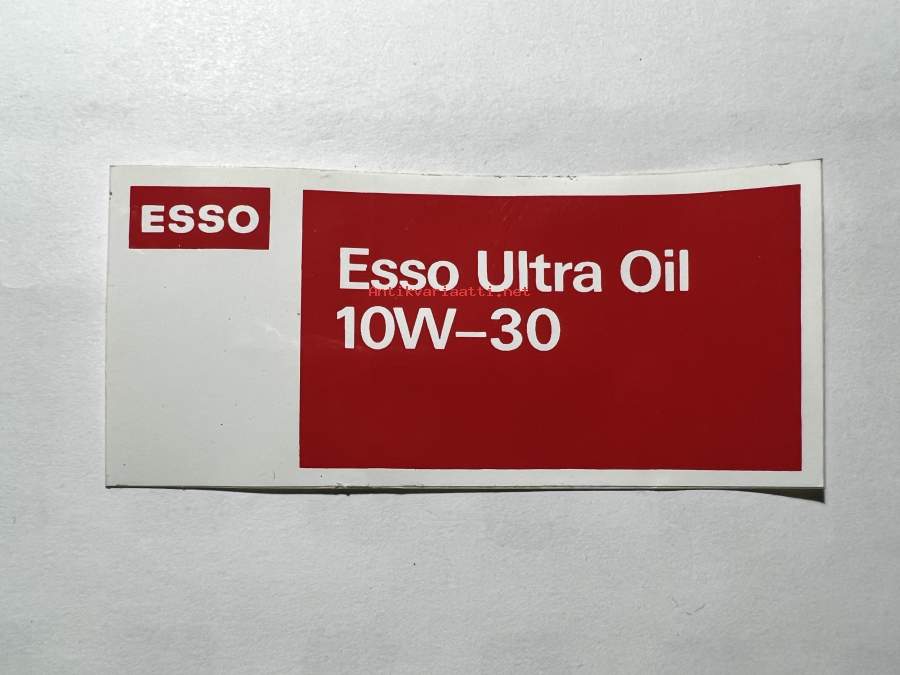 ESSO
Esso Ultra Oil
Antikvariaatti.net
10W–30